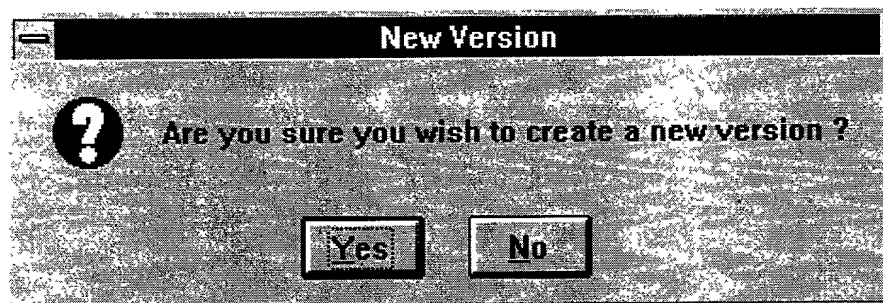 New Version
Are you sure you wish to create a new version ?
Yes
No